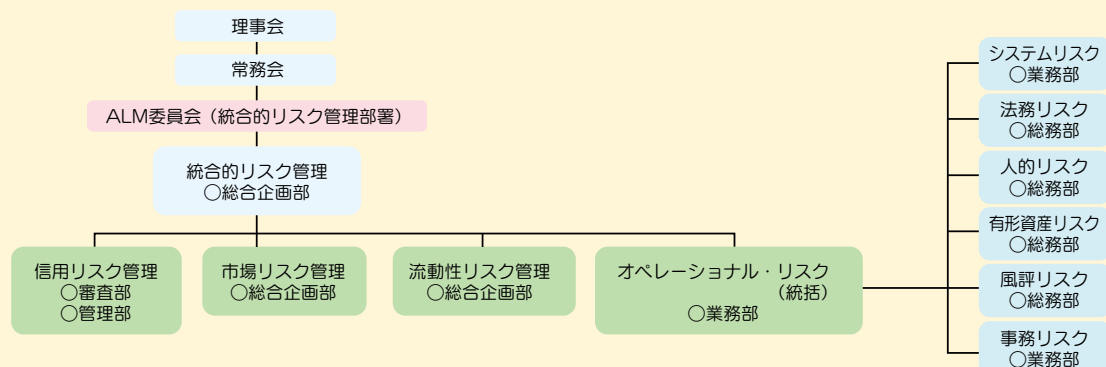 理事会
常務会
ALM委員会（統合的リスク管理部署）
統合的リスク管理
○総合企画部
信用リスク管理
○審査部
○管理部
市場リスク管理
○総合企画部
流動性リスク管理
○総合企画部
オペレーショナル・リスク
（統括）
○業務部
システムリスク
○業務部
法務リスク
○総務部
人的リスク
○総務部
有形資産リスク
○総務部
風評リスク
○総務部
事務リスク
○業務部